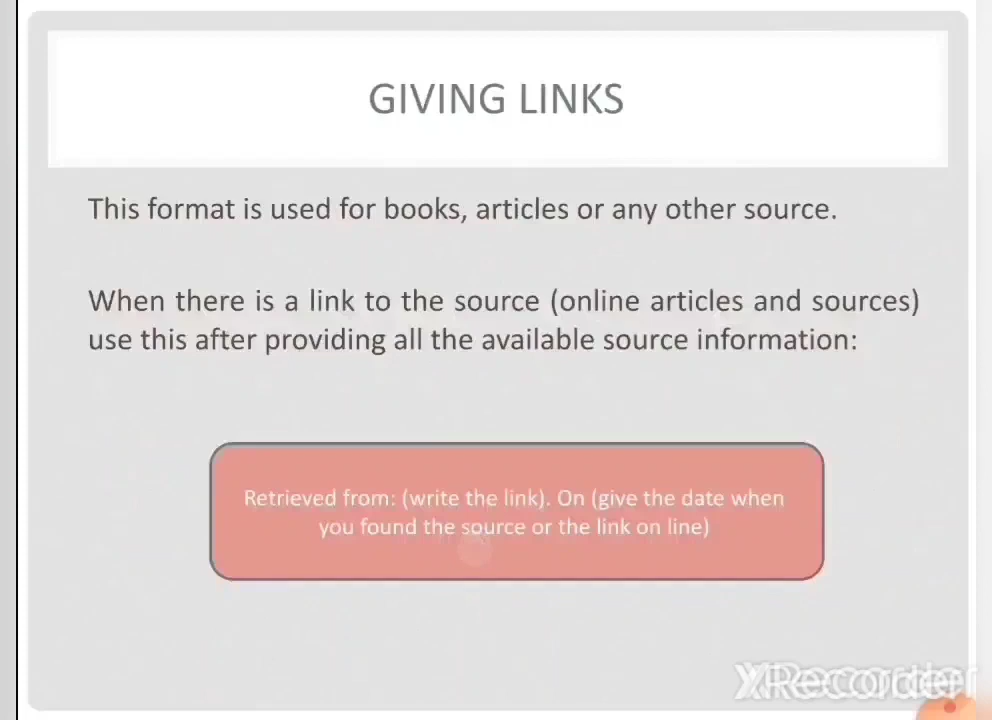 GIVING LINKS
This format is used for books, articles or any other source.
When there is a link to the source (online articles and sources)
use this after providing all the available source information:
Retrieved from: (write the link). On (give the date when
you found the source or the link on line)
XRecorder